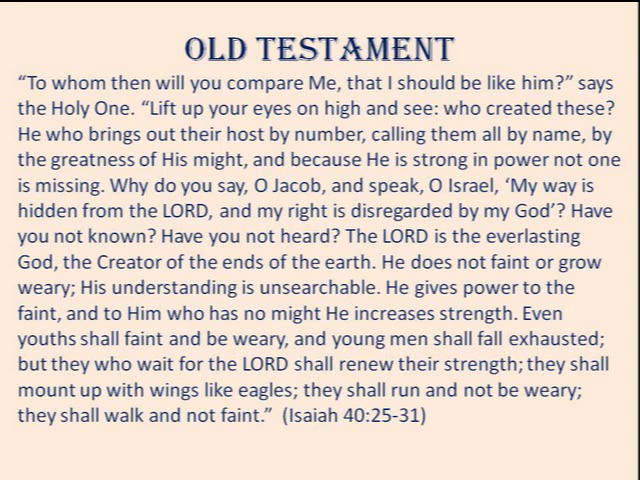 OLD TESTAMENT
“To whom then will you compare Me, that I should be like him?” says
the Holy One. “Lift up your eyes on high and see: who created these?
He who brings out their host by number, calling them all by name, by
the greatness of His might, and because He is strong in power not one
is missing. Why do you say, O Jacob, and speak, O Israel, ‘My way is
hidden from the LORD, and my right is disregarded by my God’? Have
you not known? Have you not heard? The LORD is the everlasting
God, the Creator of the ends of the earth. He does not faint or grow
weary; His understanding is unsearchable. He gives power to the
faint, and to Him who has no might He increases strength. Even
youths shall faint and be weary, and young men shall fall exhausted;
but they who wait for the LORD shall renew their strength; they shall
mount up with wings like eagles; they shall run and not be weary;
they shall walk and not faint.” (Isaiah 40:25-31)